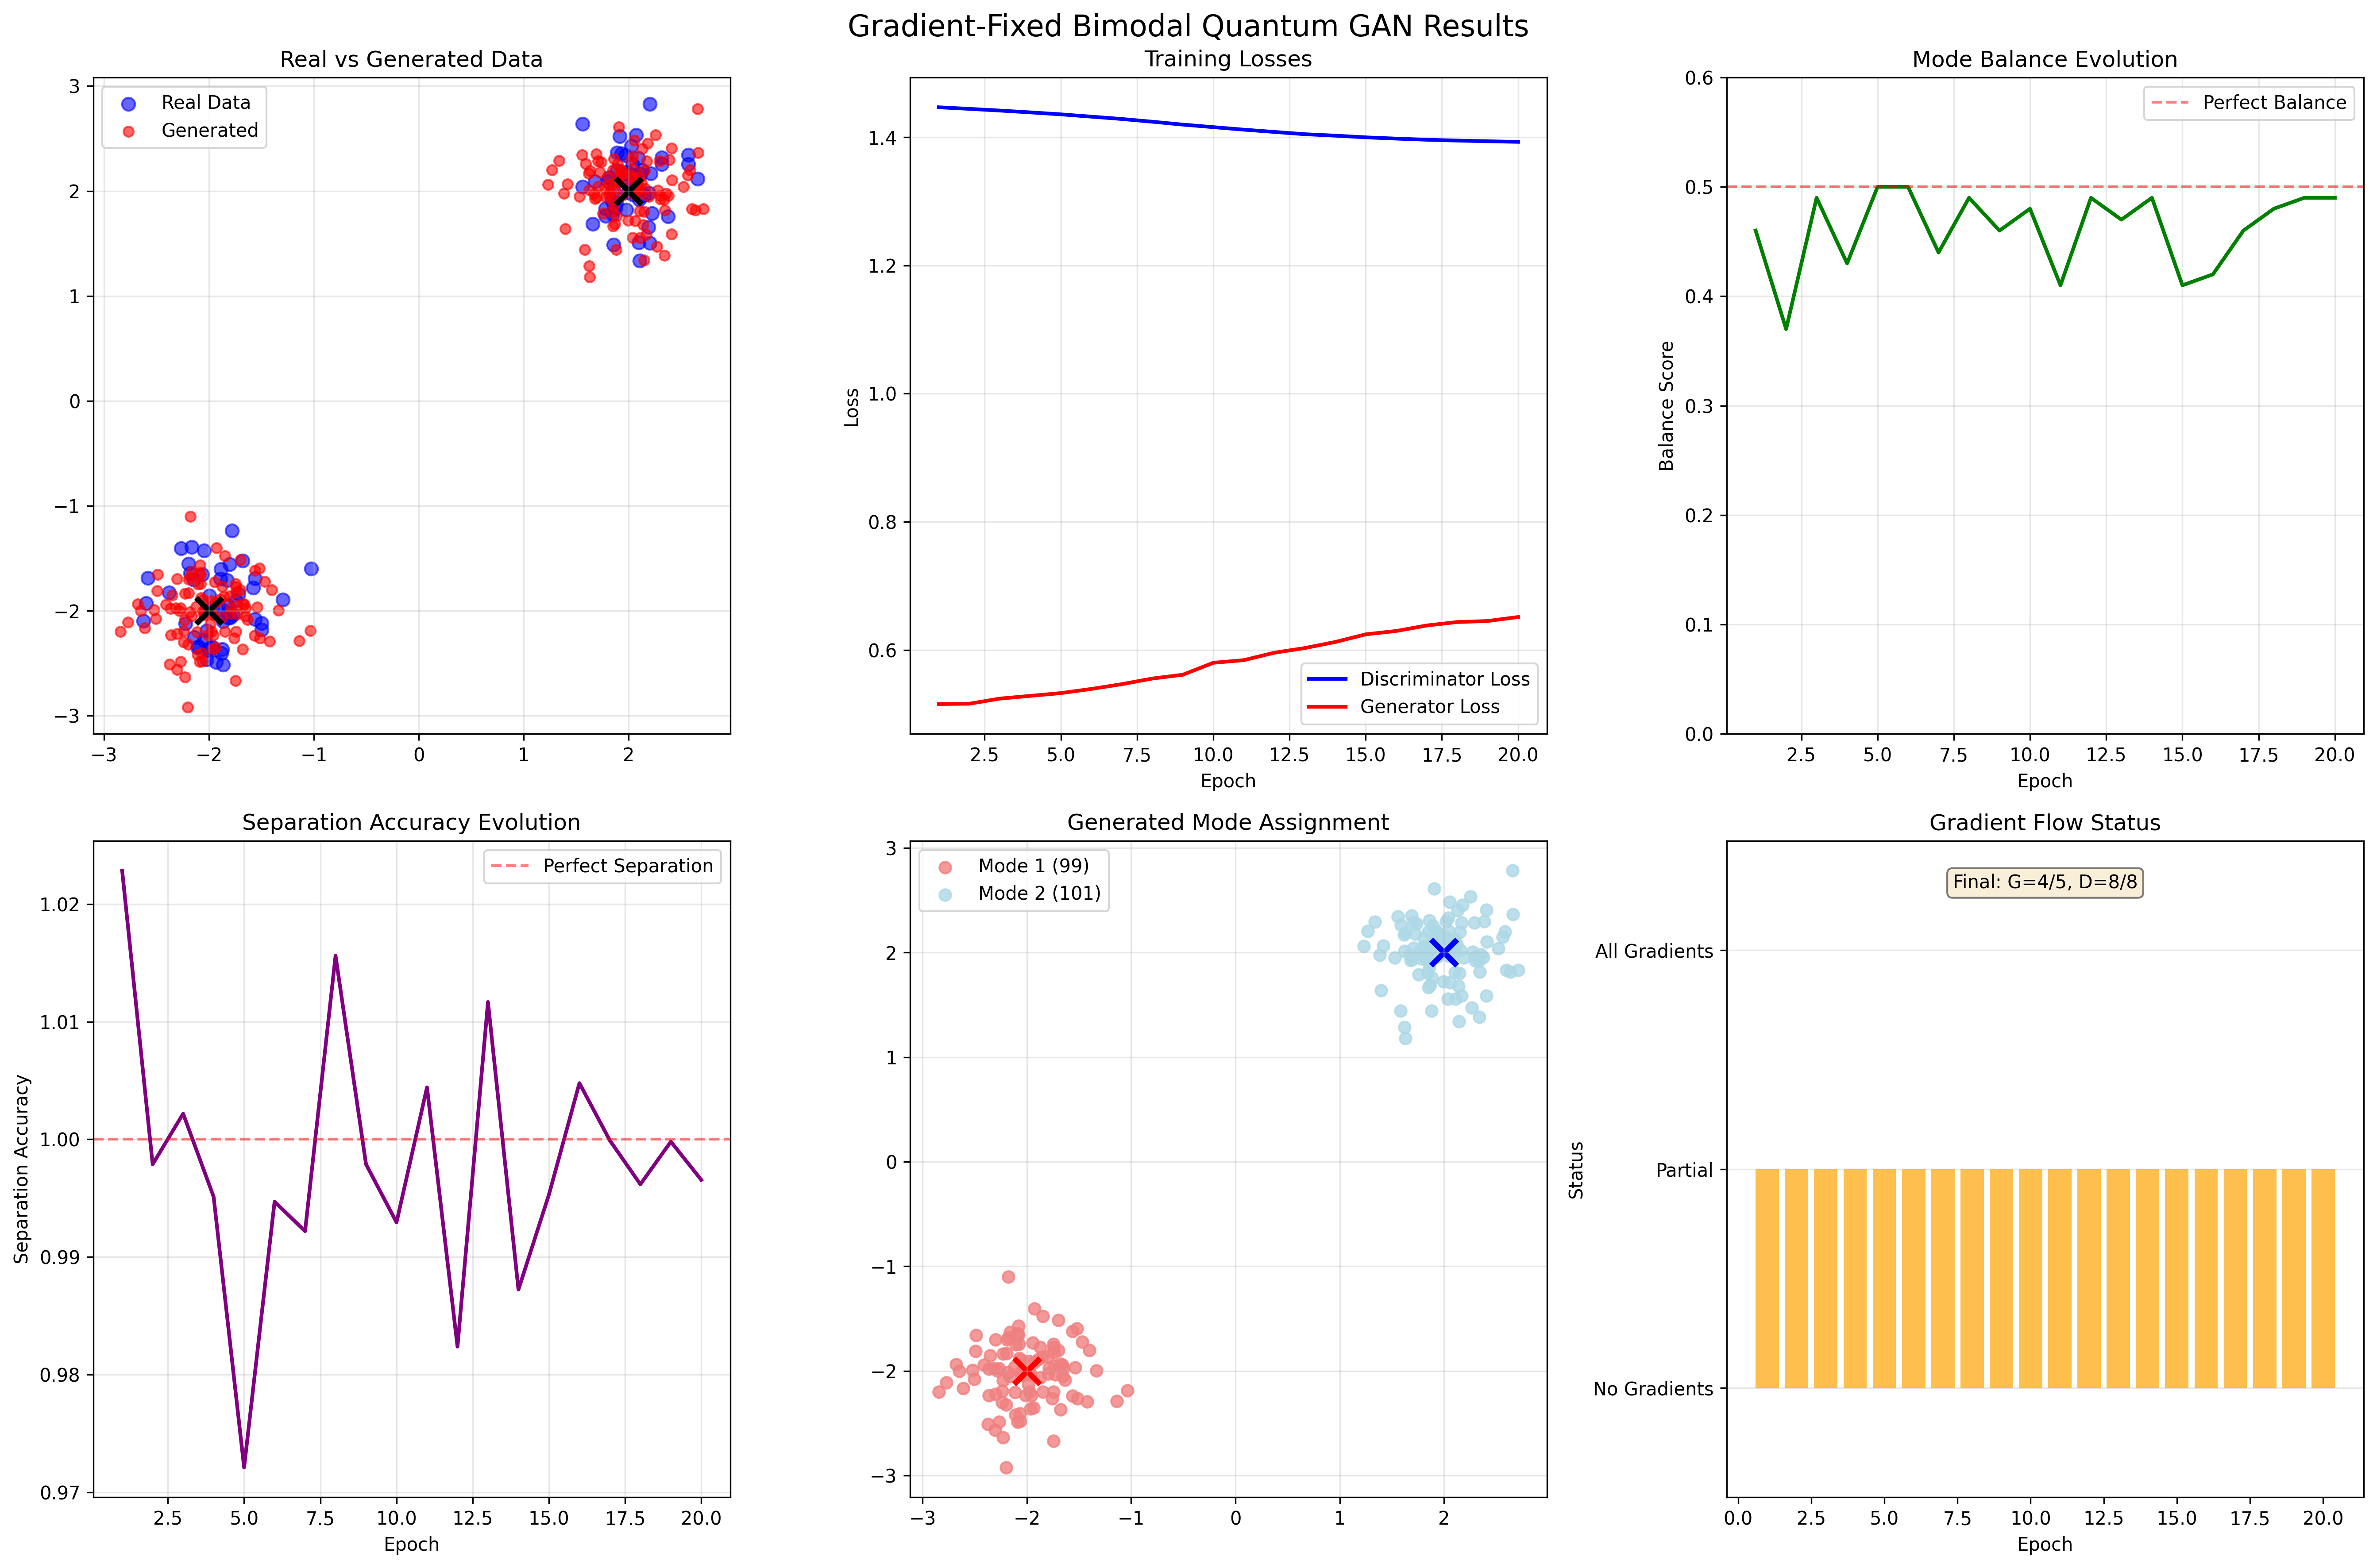 Gradient-Fixed Bimodal Quantum GAN Results
Real vs Generated Data
Real Data
Generated
3
2
1
0
−1
−2
−3
−3
−2
−1
0
1
2
Training Losses
Loss
1.4
1.2
1.0
0.8
0.6
Discriminator Loss
Generator Loss
2.5
5.0
7.5
10.0
12.5
15.0
17.5
20.0
Epoch
Mode Balance Evolution
Perfect Balance
Balance Score
0.6
0.5
0.4
0.3
0.2
0.1
0.0
2.5
5.0
7.5
10.0
12.5
15.0
17.5
20.0
Epoch
Separation Accuracy Evolution
Perfect Separation
Separation Accuracy
1.02
1.01
1.00
0.99
0.98
0.97
2.5
5.0
7.5
10.0
12.5
15.0
17.5
20.0
Epoch
Generated Mode Assignment
Mode 1 (99)
Mode 2 (101)
3
2
1
0
−1
−2
−3
−3
−2
−1
0
1
2
Gradient Flow Status
Final: G=4/5, D=8/8
Status
All Gradients
Partial
No Gradients
0.0
2.5
5.0
7.5
10.0
12.5
15.0
17.5
20.0
Epoch